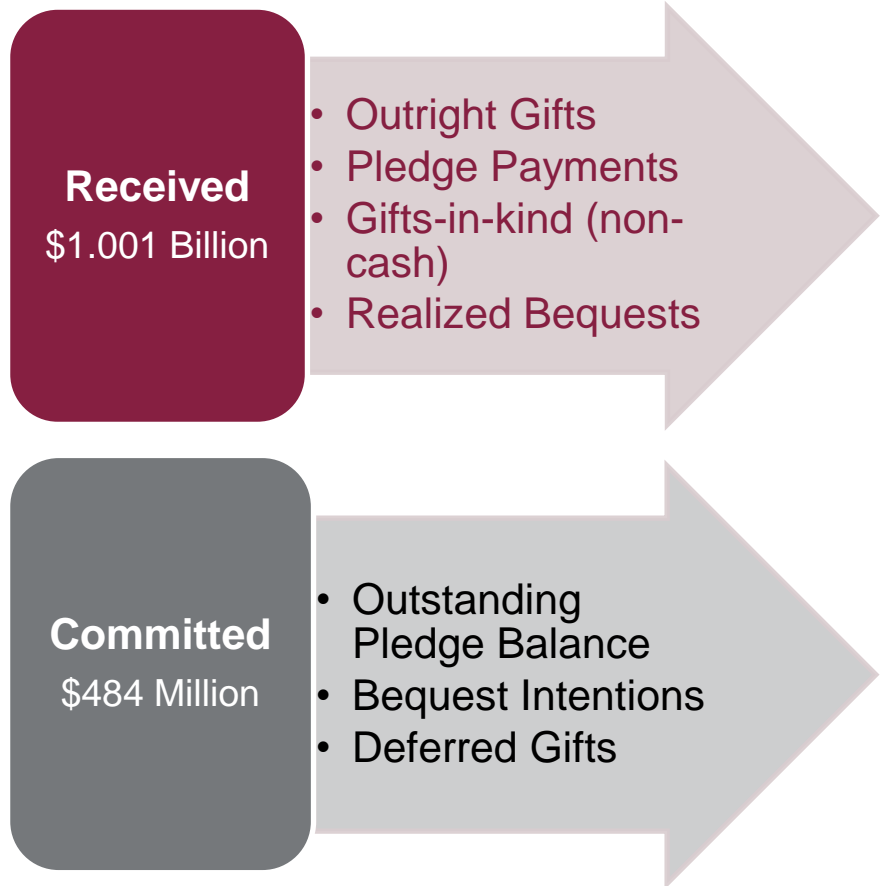 Received
$1.001 Billion
• Outright Gifts
• Pledge Payments
• Gifts-in-kind (non-
cash)
• Realized Bequests
Committed
$484 Million
• Outstanding
Pledge Balance
• Bequest Intentions
• Deferred Gifts